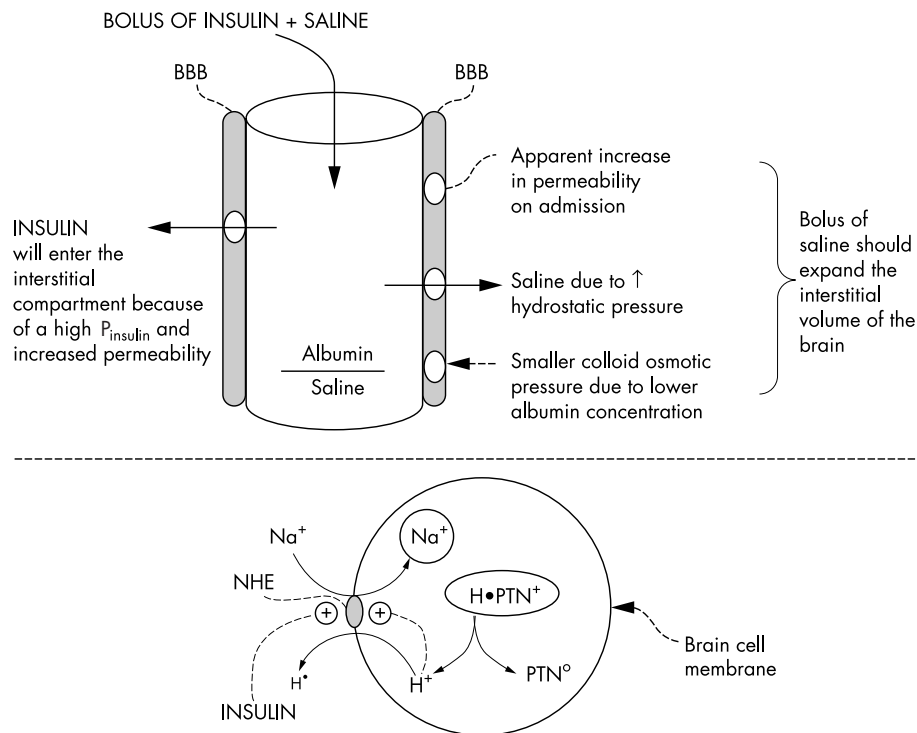 BOLUS OF INSULIN + SALINE
BBB
BBB
Apparent increase
in permeability
on admission
INSULIN
will enter the
interstitial
compartment because
of a high Pinsulin and
increased permeability
Saline due to ↑
hydrostatic pressure
Albumin
Saline
Smaller colloid osmotic
pressure due to lower
albumin concentration
Bolus of
saline should
expand the
interstitial
volume of the
brain
Na⁺
Na⁺
NHE
+
+
H•PTN⁺
H•
H⁺
PTN⁰
INSULIN
Brain cell
membrane